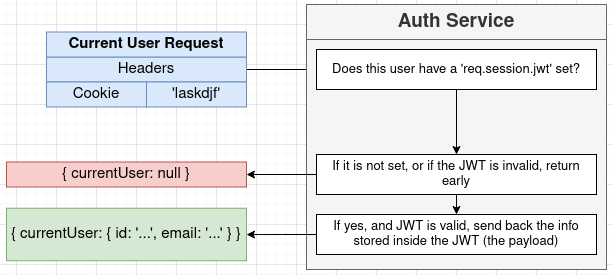 Auth Service
Current User Request
Headers
Cookie 'laskdjf'
Does this user have a 'req.session.jwt' set?
{ currentUser: null }
If it is not set, or if the JWT is invalid, return
early
{ currentUser: { id: '...', email: '...' } }
If yes, and JWT is valid, send back the info
stored inside the JWT (the payload)